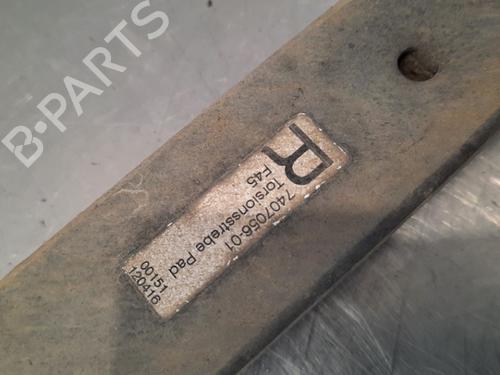 B-PARTS
R
7407056-01
Torsionsstrebe Pad
F45
00151
120416